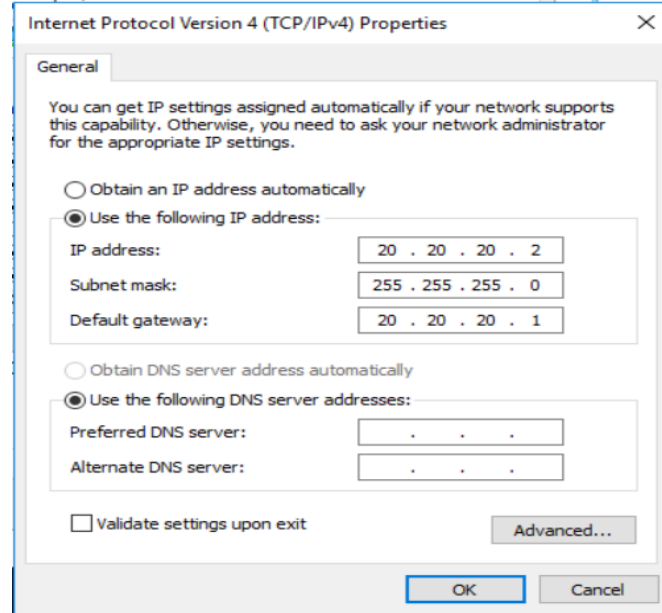 Internet Protocol Version 4 (TCP/IPv4) Properties
General
You can get IP settings assigned automatically if your network supports
this capability. Otherwise, you need to ask your network administrator
for the appropriate IP settings.
Obtain an IP address automatically
Use the following IP address:
IP address: 20 . 20 . 20 . 2
Subnet mask: 255 . 255 . 255 . 0
Default gateway: 20 . 20 . 20 . 1
Obtain DNS server address automatically
Use the following DNS server addresses:
Preferred DNS server: . . .
Alternate DNS server: . . .
Validate settings upon exit
Advanced...
OK Cancel